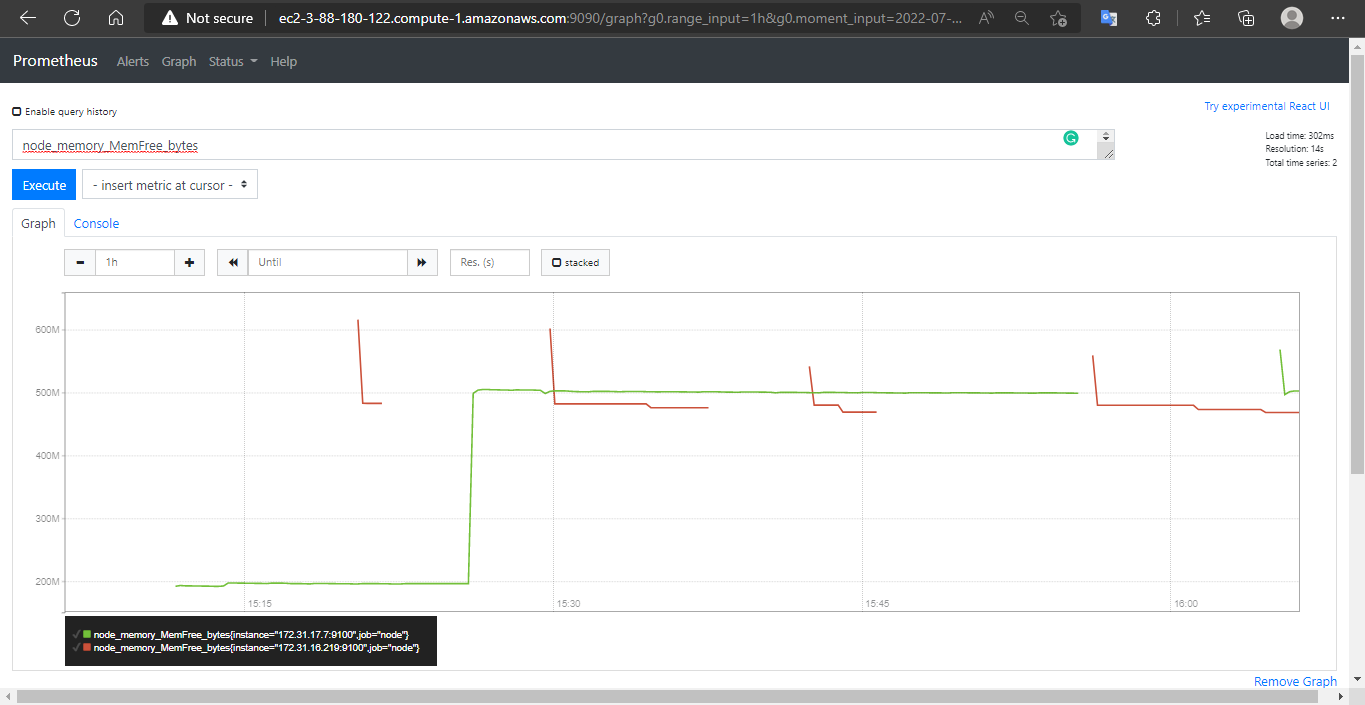 Not secure ec2-3-88-180-122.compute-1.amazonaws.com:9090/graph?g0.range_input=1h&g0.moment_input=2022-07-...
Prometheus Alerts Graph Status Help
Enable query history
Try experimental React UI
node_memory_MemFree_bytes
Load time: 302ms
Resolution: 14s
Total time series: 2
Execute - insert metric at cursor -
Graph Console
1h Until Res. (s) stacked
600M
500M
400M
300M
200M
15:15 15:30 15:45 16:00
node_memory_MemFree_bytes{instance="172.31.17.7:9100",job="node"}
node_memory_MemFree_bytes{instance="172.31.16.219:9100",job="node"}
Remove Graph